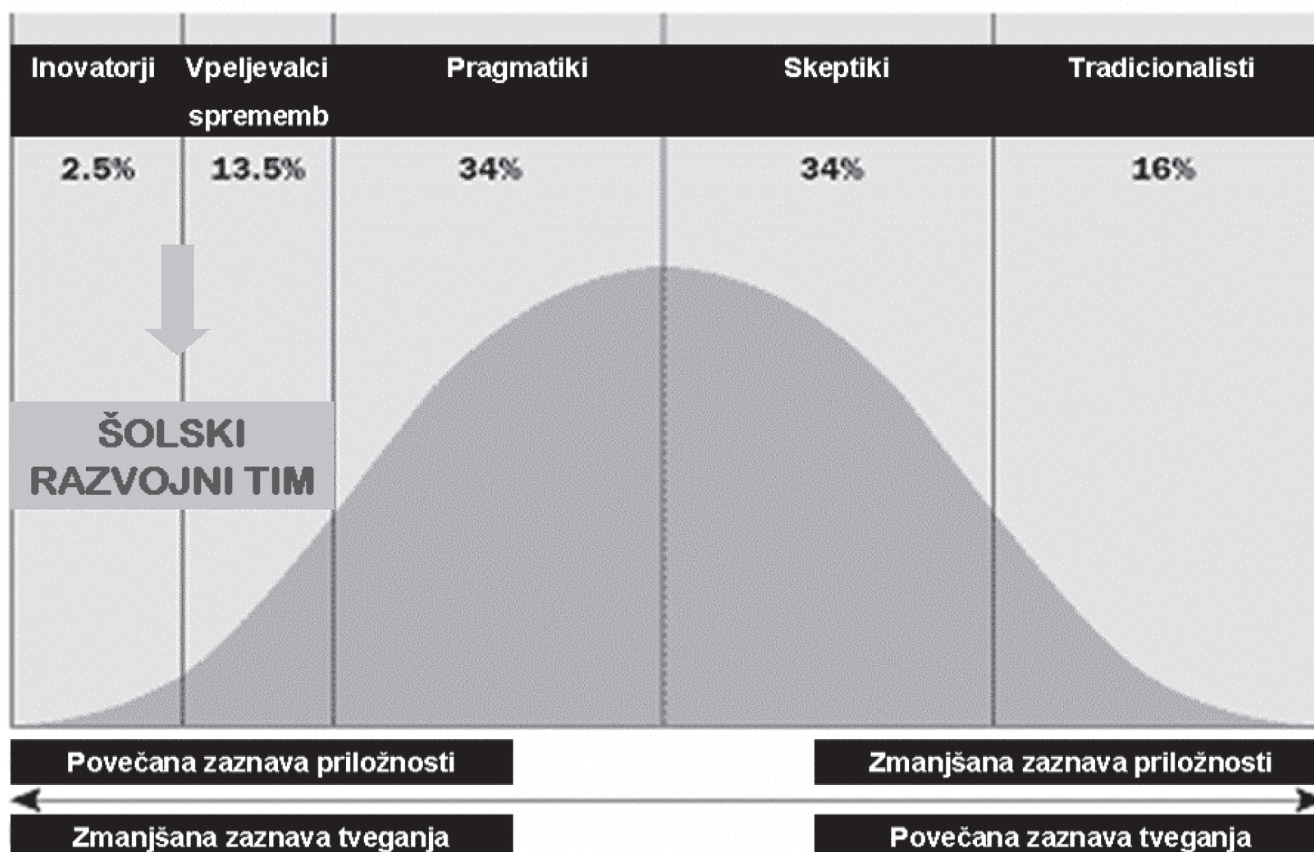 Inovatorji
Vpeljevalci
sprememb
Pragmatiki
Skeptiki
Tradicionalisti
2.5%
13.5%
34%
34%
16%
ŠOLSKI
RAZVOJNI TIM
Povečana zaznava priložnosti
Zmanjšana zaznava priložnosti
Zmanjšana zaznava tveganja
Povečana zaznava tveganja